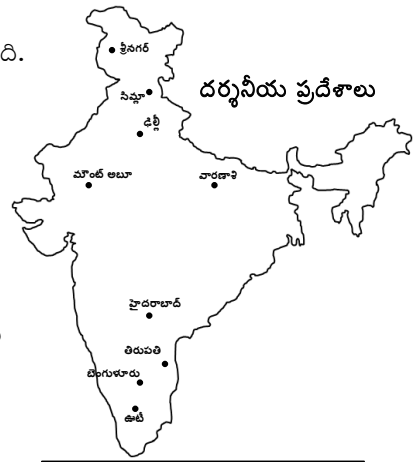 ది.
శ్రీనగర్
సిమ్లా
దర్శనీయ ప్రదేశాలు
ఢిల్లీ
మౌంట్ అబూ
వారణాశి
హైదరాబాద్
తిరుపతి
బెంగుళూరు
ఊటీ